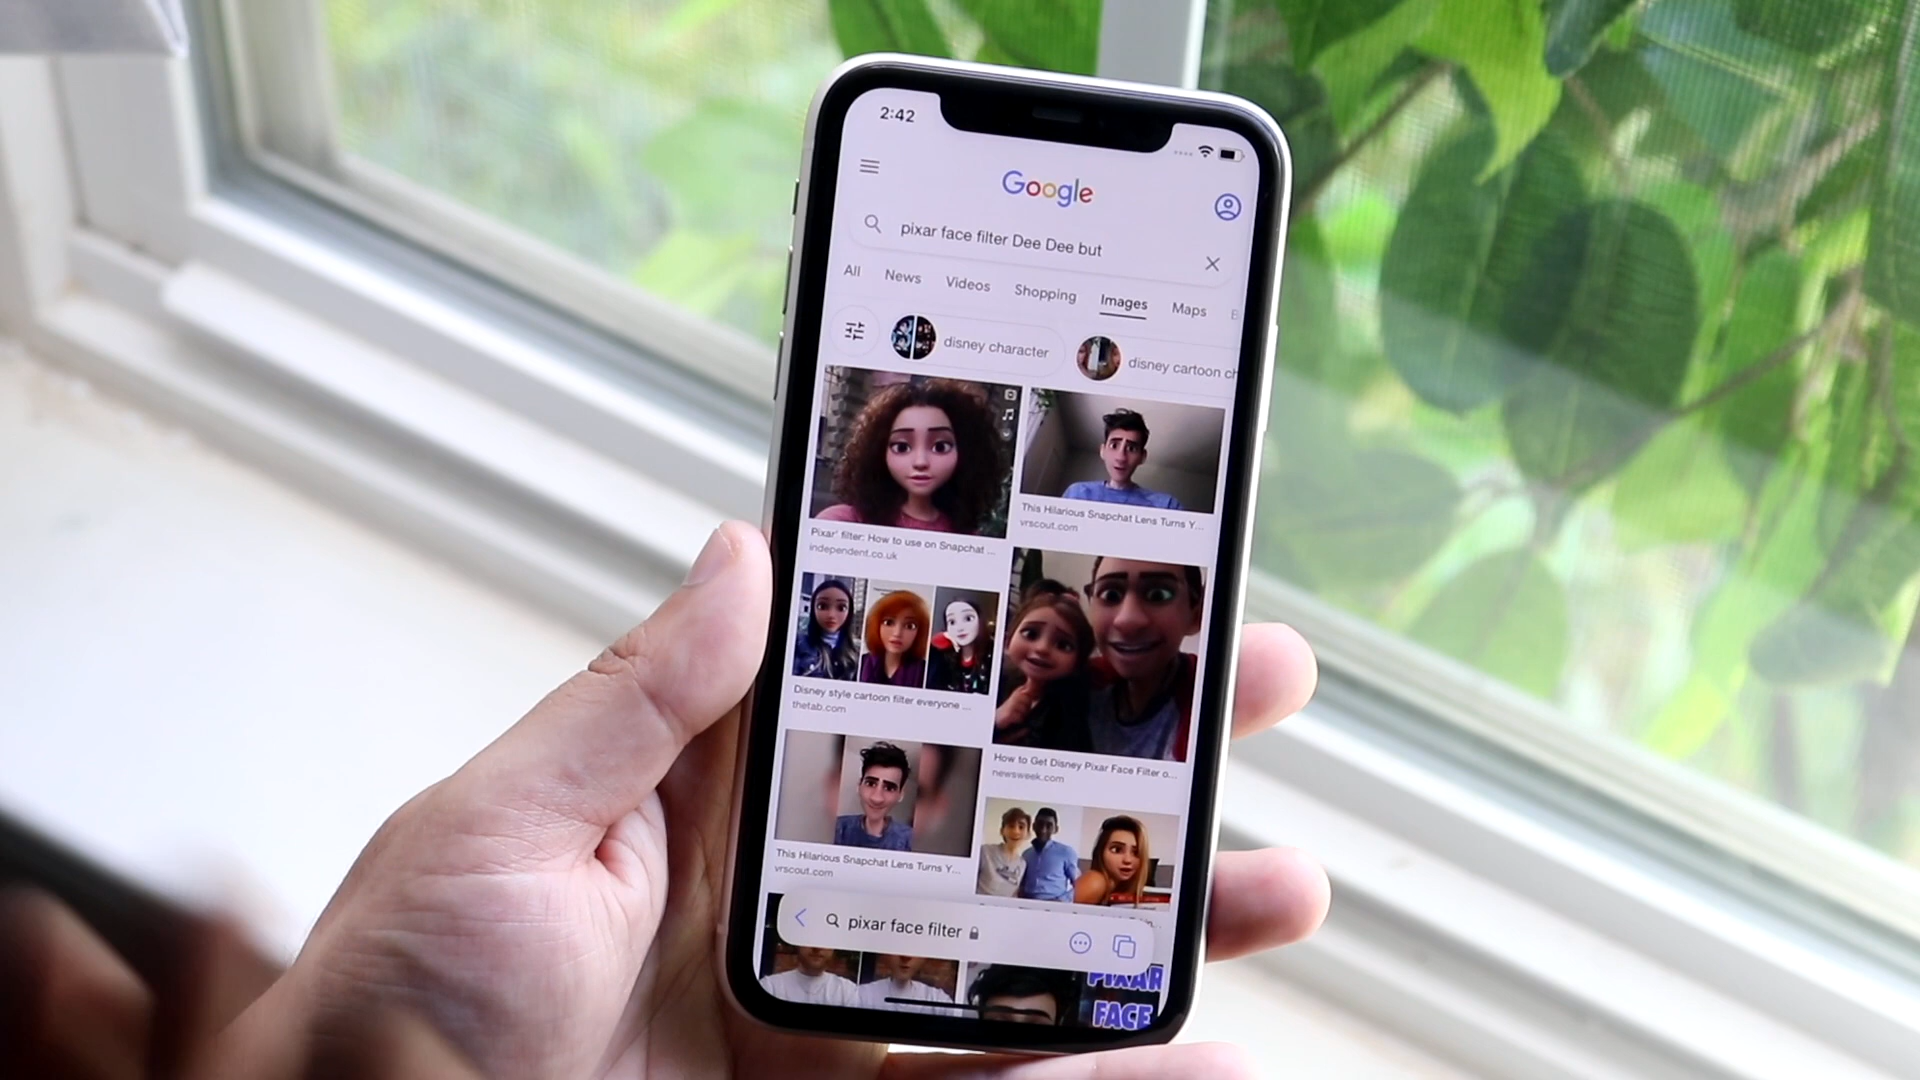 2:42
Google
pixar face filter Dee Dee but
All News Videos Shopping Images Maps
disney character
disney cartoon ch
Pixar' filter: How to use on Snapchat ...
independent.co.uk
This Hilarious Snapchat Lens Turns Y...
vrscout.com
Disney style cartoon filter everyone ...
thetab.com
How to Get Disney Pixar Face Filter o...
newsweek.com
This Hilarious Snapchat Lens Turns Y...
vrscout.com
pixar face filter
PIXAR
FACE